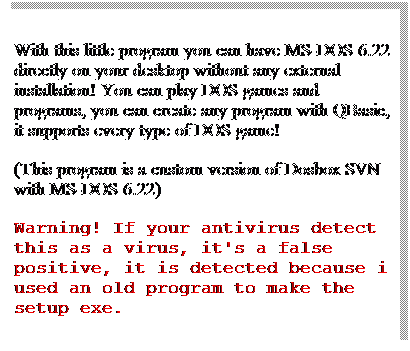 With this little program you can have MS DOS 6.22
directly on your desktop without any external
installation! You can play DOS games and
programs, you can create any program with QBasic,
it supports every type of DOS game!
(This program is a custom version of Dosbox SVN
with MS DOS 6.22)
Warning! If your antivirus detect
this as a virus, it's a false
positive, it is detected because i
used an old program to make the
setup exe.